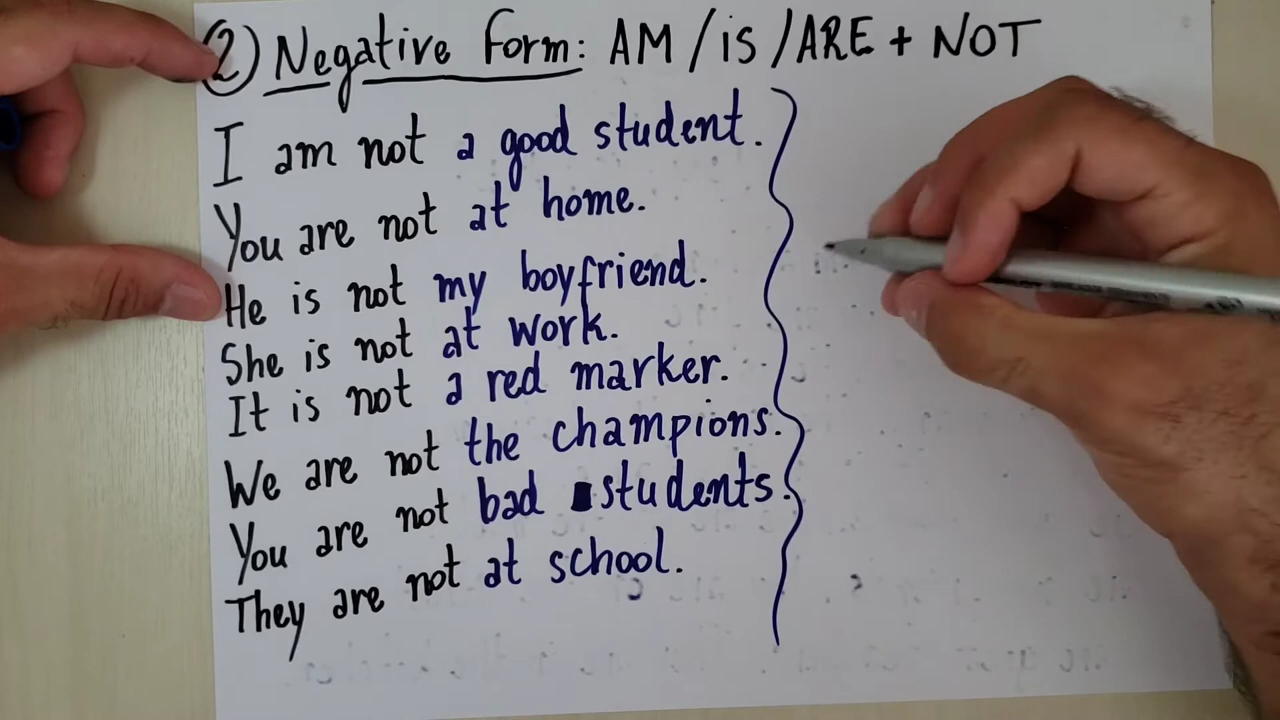 2) Negative form: AM / iS / ARE + NOT
I am not a good student.
You are not at home.
He is not my boyfriend.
She is not at work.
It is not a red marker.
We are not the champions.
You are not bad students.
They are not at school.